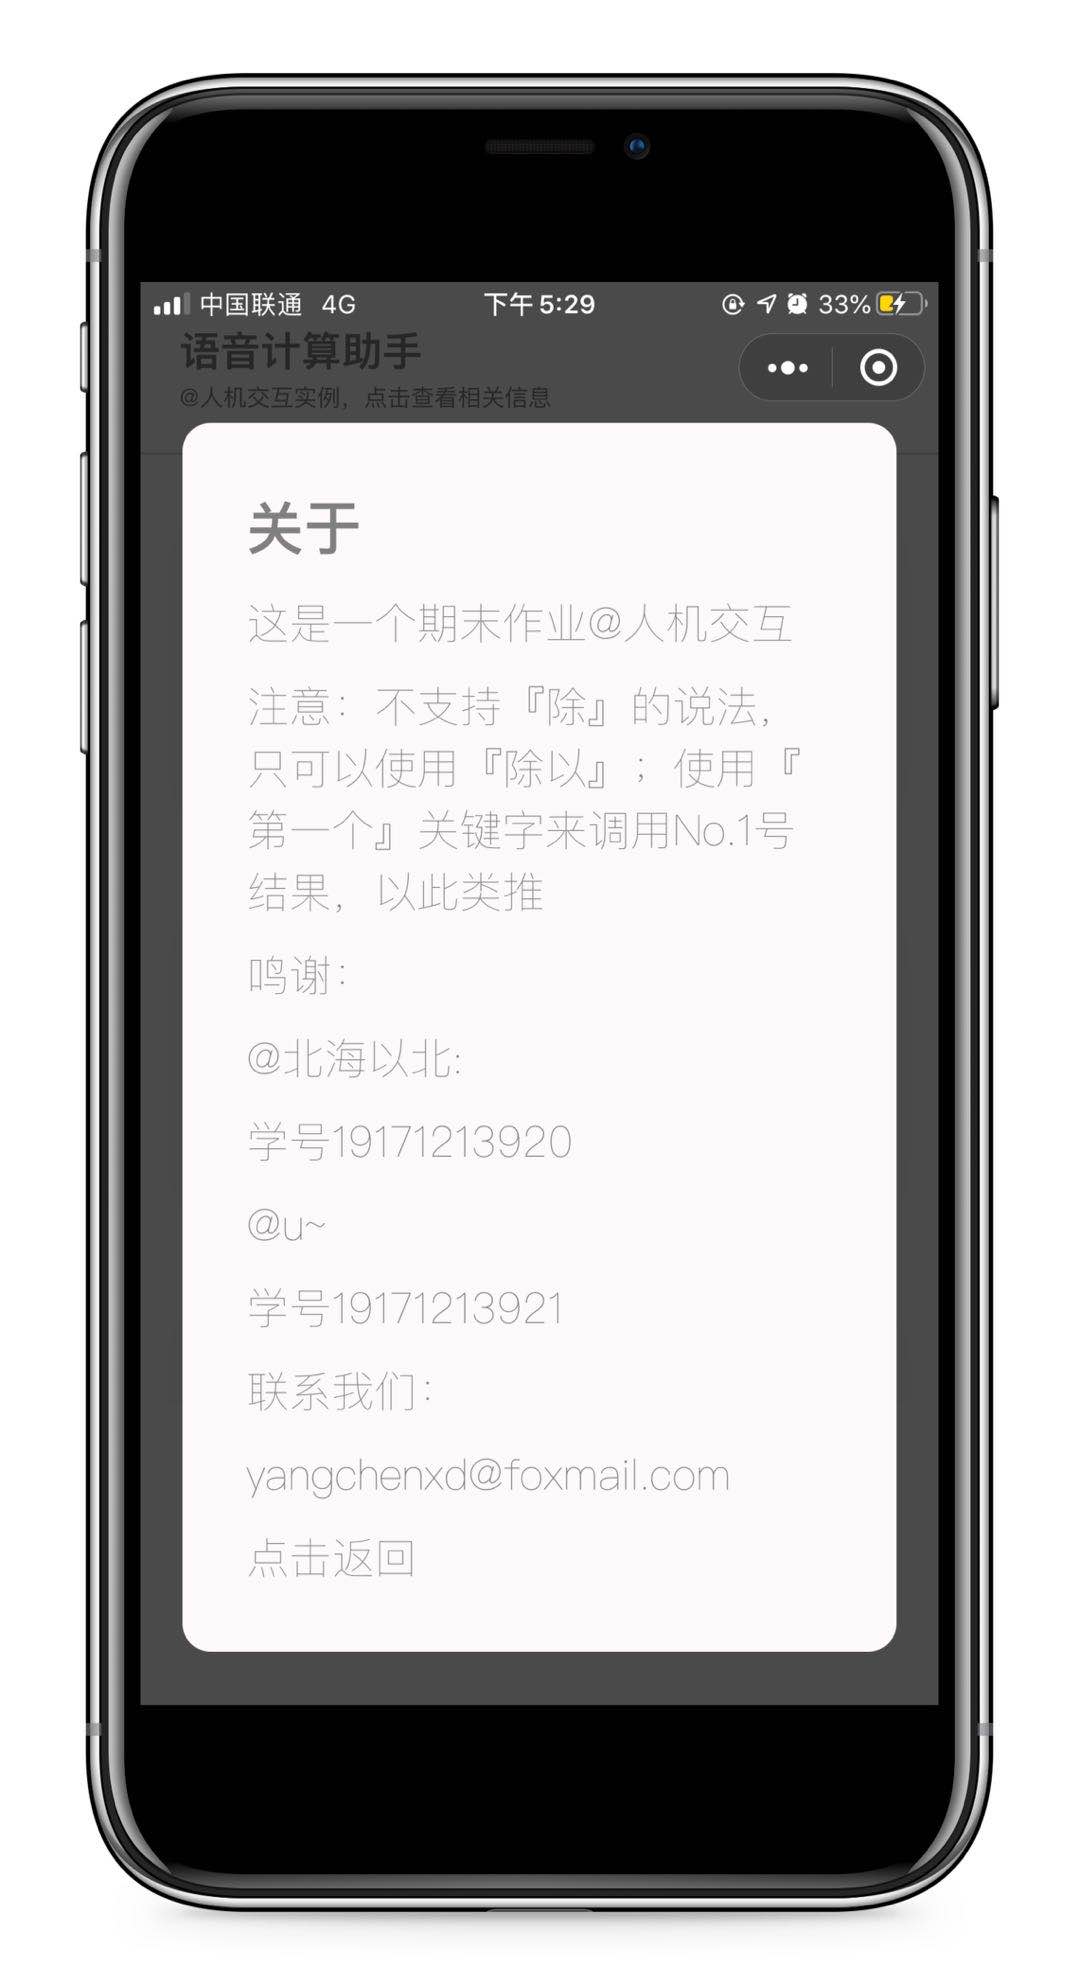 中国联通 4G 下午5:29 33%
语音计算助手
@人机交互实例，点击查看相关信息
关于
这是一个期末作业@人机交互
注意：不支持『除』的说法，
只可以使用『除以』；使用『
第一个』关键字来调用No.1号
结果，以此类推
鸣谢：
@北海以北:
学号19171213920
@u~
学号19171213921
联系我们：
yangchenxd@foxmail.com
点击返回